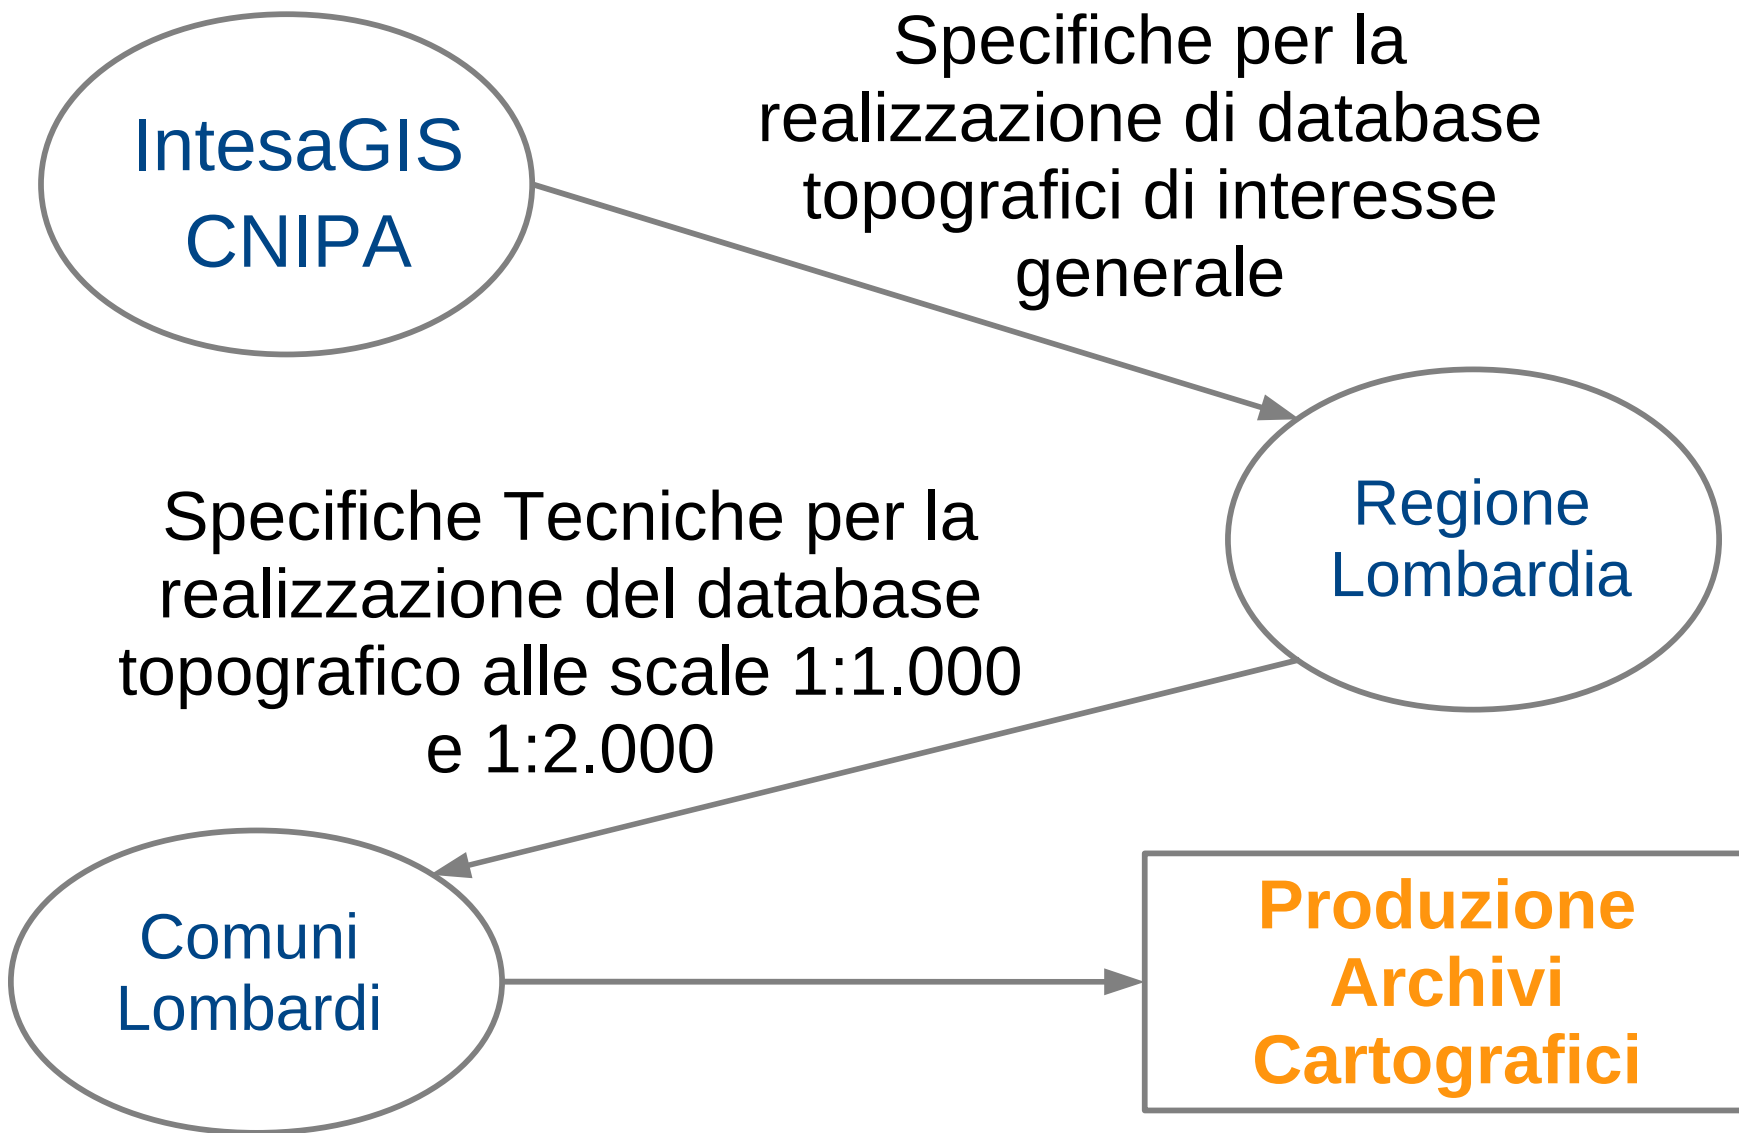 IntesaGIS
CNIPA
Specifiche per la
realizzazione di database
topografici di interesse
generale
Regione
Lombardia
Specifiche Tecniche per la
realizzazione del database
topografico alle scale 1:1.000
e 1:2.000
Comuni
Lombardi
Produzione
Archivi
Cartografici